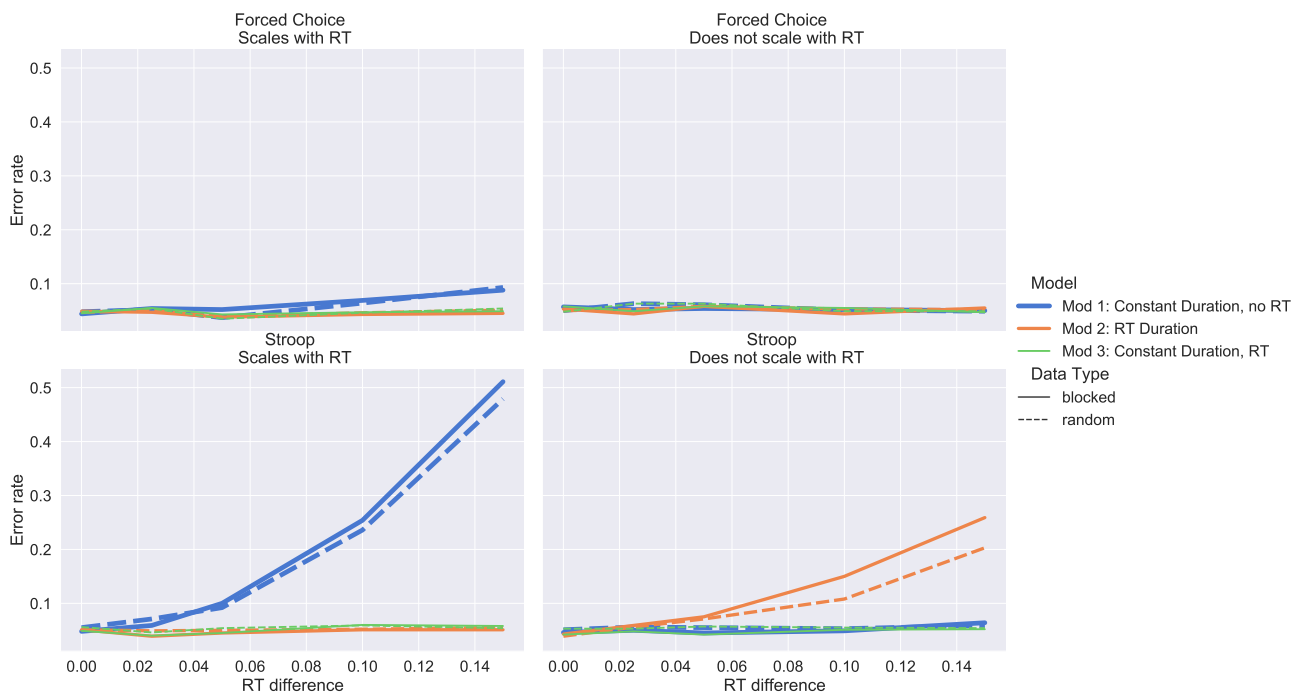 Forced Choice
Scales with RT
Forced Choice
Does not scale with RT
0.5
0.4
0.3
0.2
0.1
Error rate
Stroop
Scales with RT
Stroop
Does not scale with RT
0.5
0.4
0.3
0.2
0.1
Error rate
0.00 0.02 0.04 0.06 0.08 0.10 0.12 0.14
RT difference
0.00 0.02 0.04 0.06 0.08 0.10 0.12 0.14
RT difference
Model
Mod 1: Constant Duration, no RT
Mod 2: RT Duration
Mod 3: Constant Duration, RT
Data Type
blocked
random